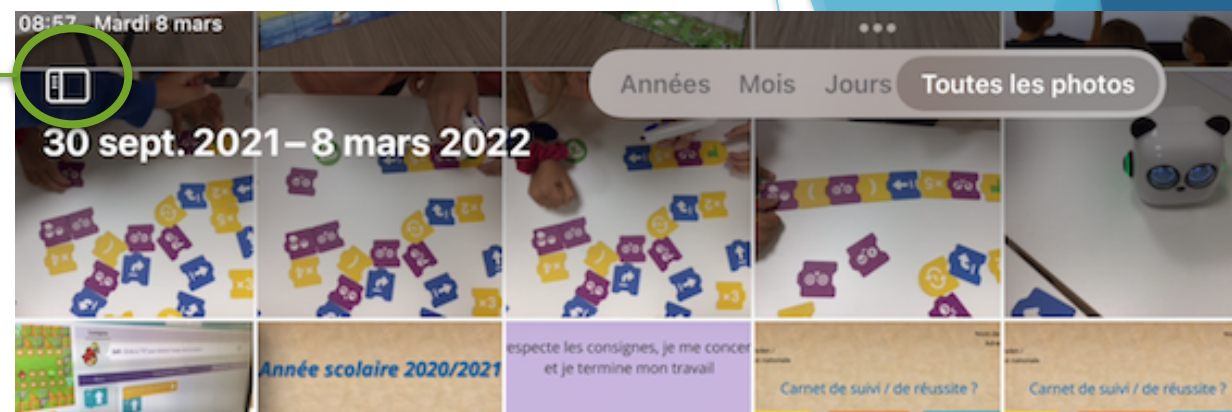 08:57 Mardi 8 mars
Années Mois Jours Toutes les photos
30 sept. 2021–8 mars 2022
Année scolaire 2020/2021
especte les consignes, je me concer
et je termine mon travail
Carnet de suivi / de réussite ?
Carnet de suivi / de réussite ?